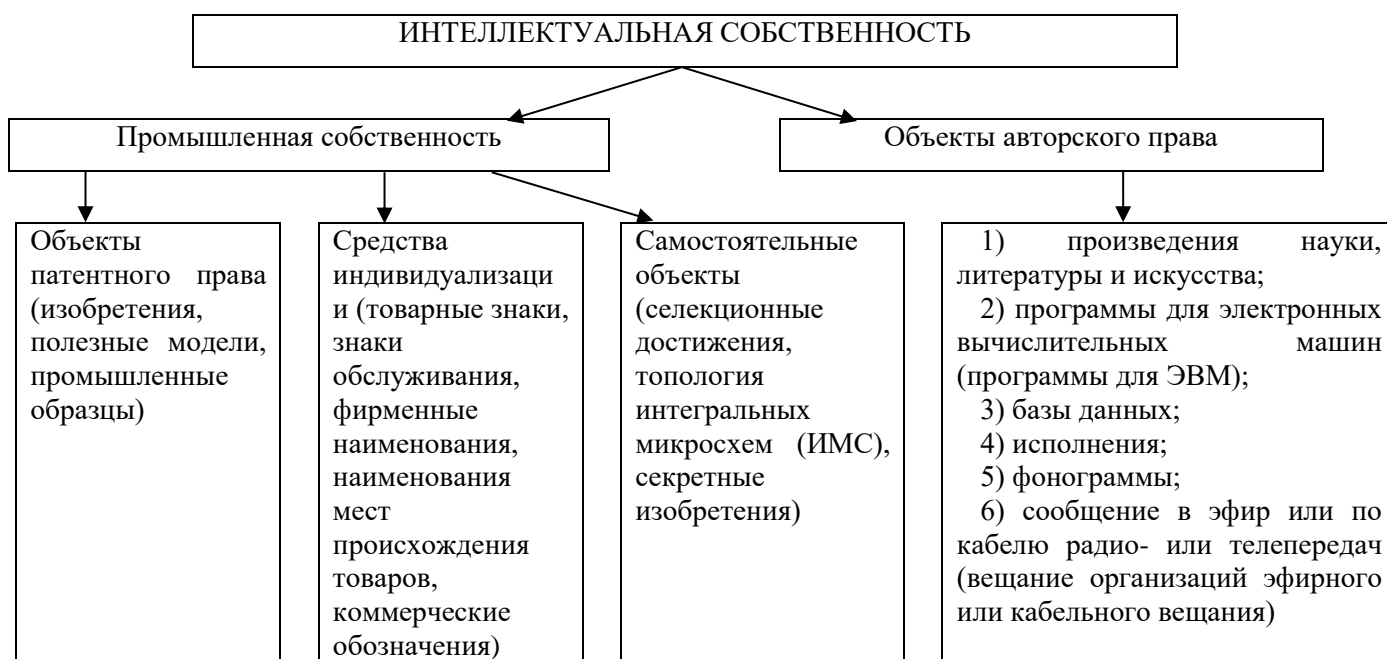 ИНТЕЛЛЕКТУАЛЬНАЯ СОБСТВЕННОСТЬ
Промышленная собственность
Объекты авторского права
Объекты
патентного права
(изобретения,
полезные модели,
промышленные
образцы)
Средства
индивидуализаци
и (товарные знаки,
знаки
обслуживания,
фирменные
наименования,
наименования
мест
происхождения
товаров,
коммерческие
обозначения)
Самостоятельные
объекты
(селекционные
достижения,
топология
интегральных
микросхем (ИМС),
секретные
изобретения)
1) произведения науки,
литературы и искусства;
2) программы для электронных
вычислительных машин
(программы для ЭВМ);
3) базы данных;
4) исполнения;
5) фонограммы;
6) сообщение в эфир или по
кабелю радио- или телепередач
(вещание организаций эфирного
или кабельного вещания)